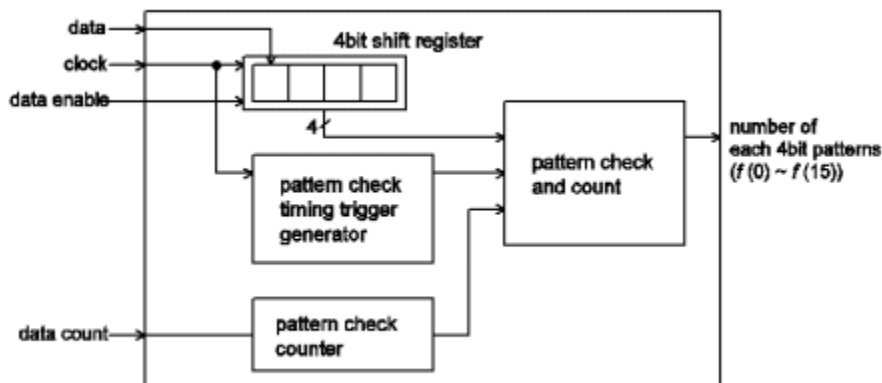 data
4bit shift register
clock
data enable
4
number of
each 4bit patterns
(f (0) ~ f (15))
pattern check
and count
pattern check
timing trigger
generator
data count
pattern check
counter